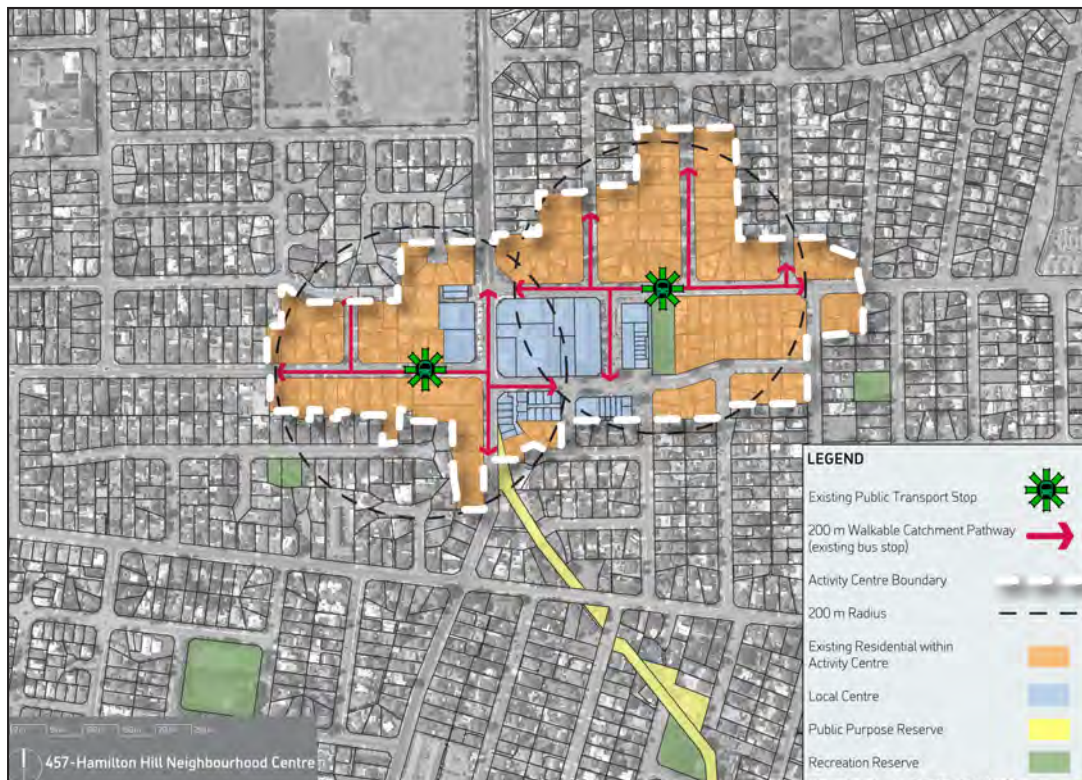 LEGEND
Existing Public Transport Stop
200 m Walkable Catchment Pathway
(existing bus stop)
Activity Centre Boundary
200 m Radius
Existing Residential within
Activity Centre
Local Centre
Public Purpose Reserve
Recreation Reserve
457-Hamilton Hill Neighbourhood Centre